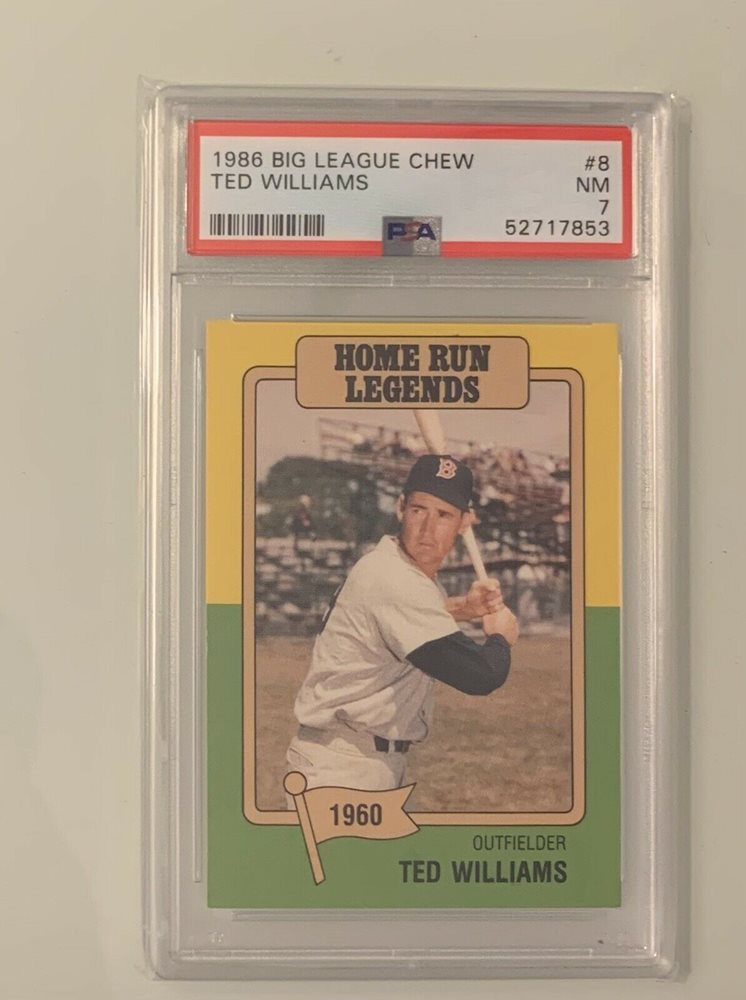 1986 BIG LEAGUE CHEW #8
TED WILLIAMS NM
7
PSA 52717853
HOME RUN
LEGENDS
B
1960
OUTFIELDER
TED WILLIAMS